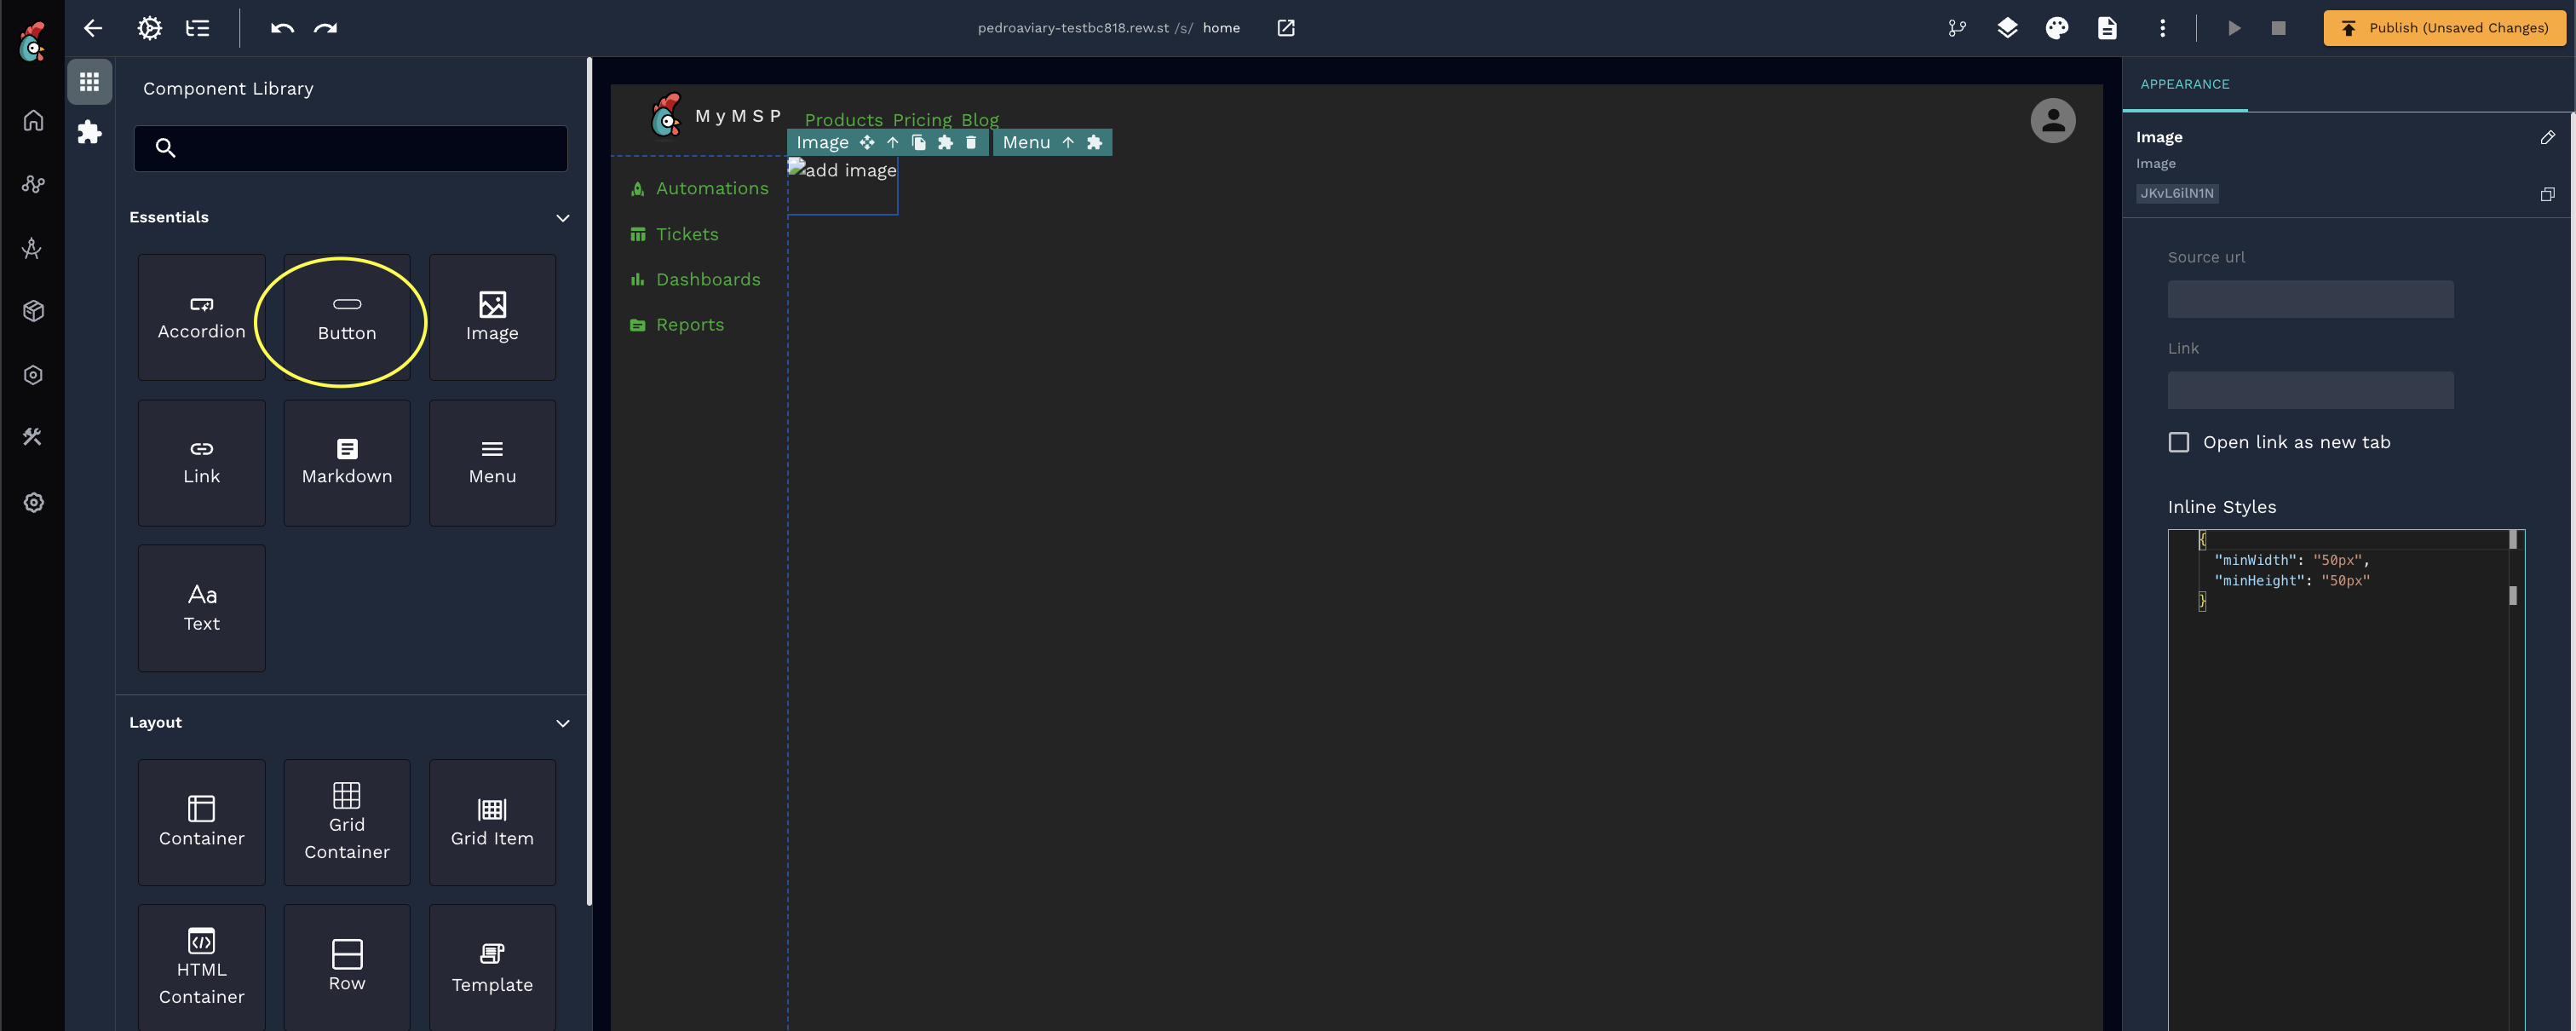 pedroaviary-testbc818.rew.st /s/ home
Publish (Unsaved Changes)
Component Library
Essentials
Accordion
Button
Image
Link
Markdown
Menu
Text
Layout
Container
Grid
Container
Grid Item
HTML
Container
Row
Template
MyMSP
Products Pricing Blog
Image
Menu
add image
Automations
Tickets
Dashboards
Reports
APPEARANCE
Image
Image
JKvL6ilN1N
Source url
Link
Open link as new tab
Inline Styles
{
"minWidth": "50px",
"minHeight": "50px"
}